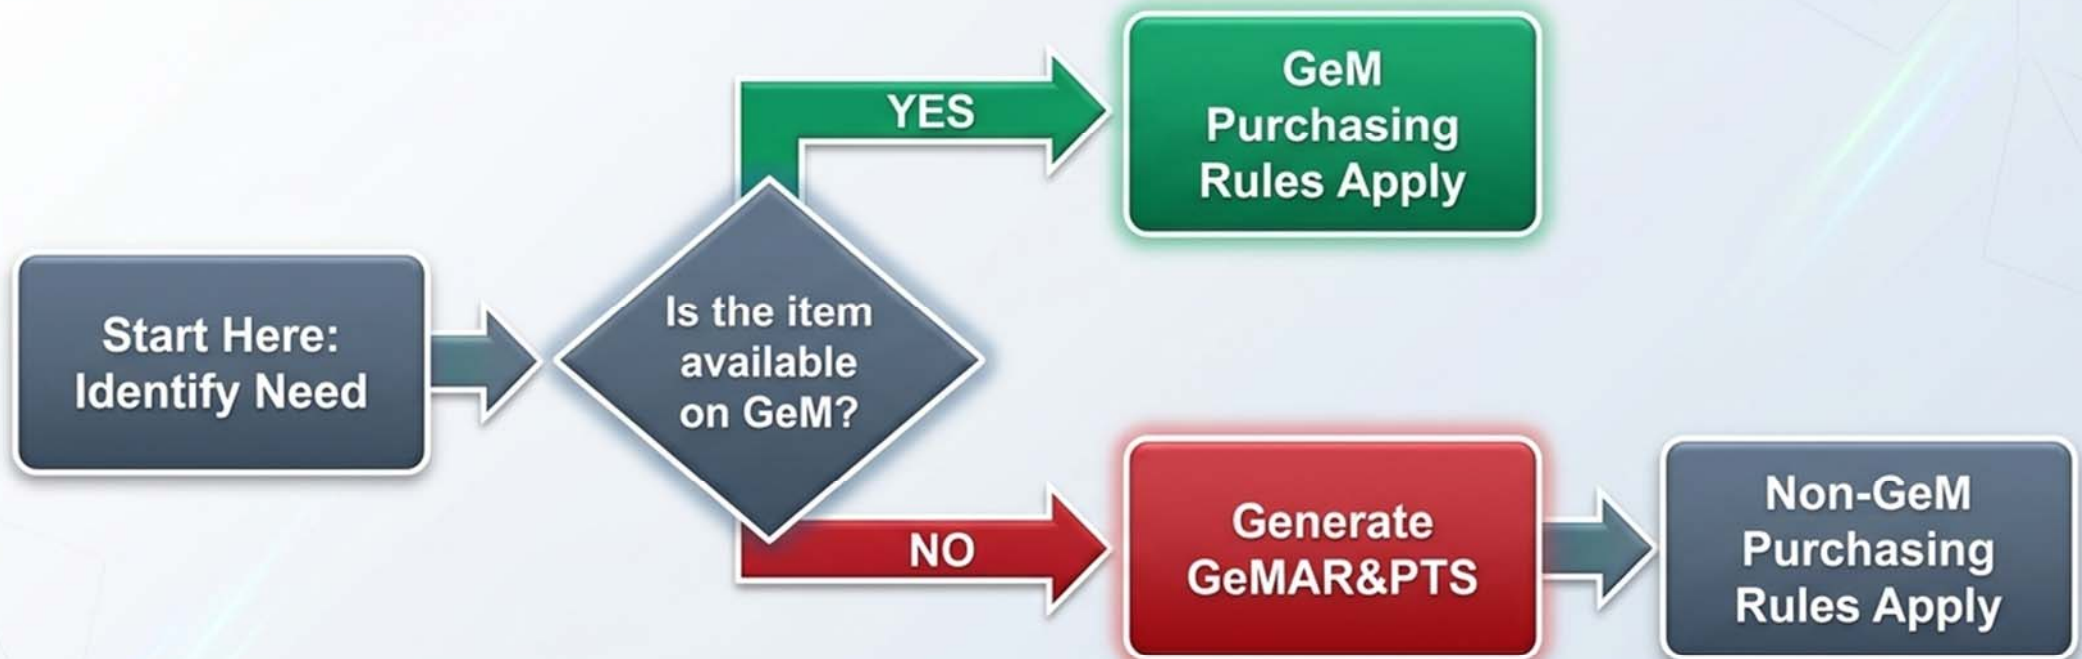 Start Here:
Identify Need
Is the item
available
on GeM?
YES
GeM
Purchasing
Rules Apply
NO
Generate
GeMAR&PTS
Non-GeM
Purchasing
Rules Apply